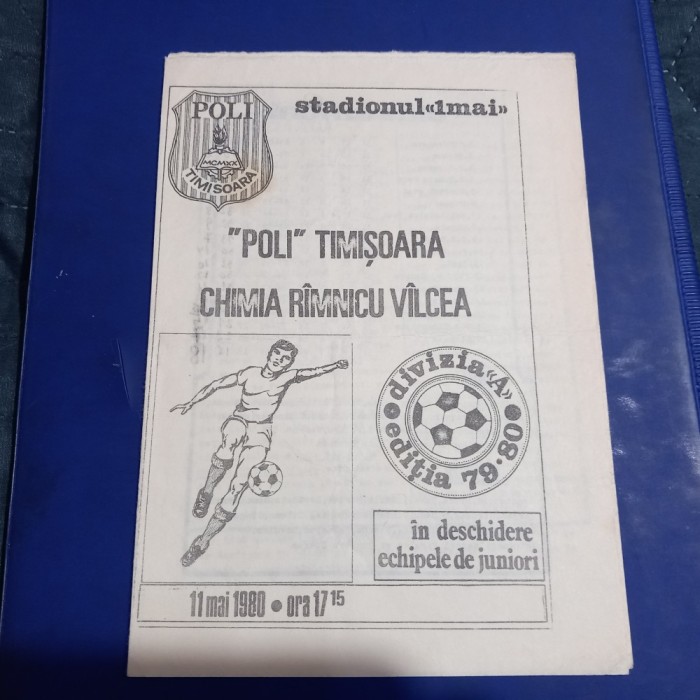 POLI
MCMXX
TIMISOARA
stadionul«1mai»
"POLI" TIMIȘOARA
CHIMIA RÎMNICU VÎLCEA
divizia«A»
ediția 79·80
în deschidere
echipele de juniori
11 mai 1980 • ora 17 15